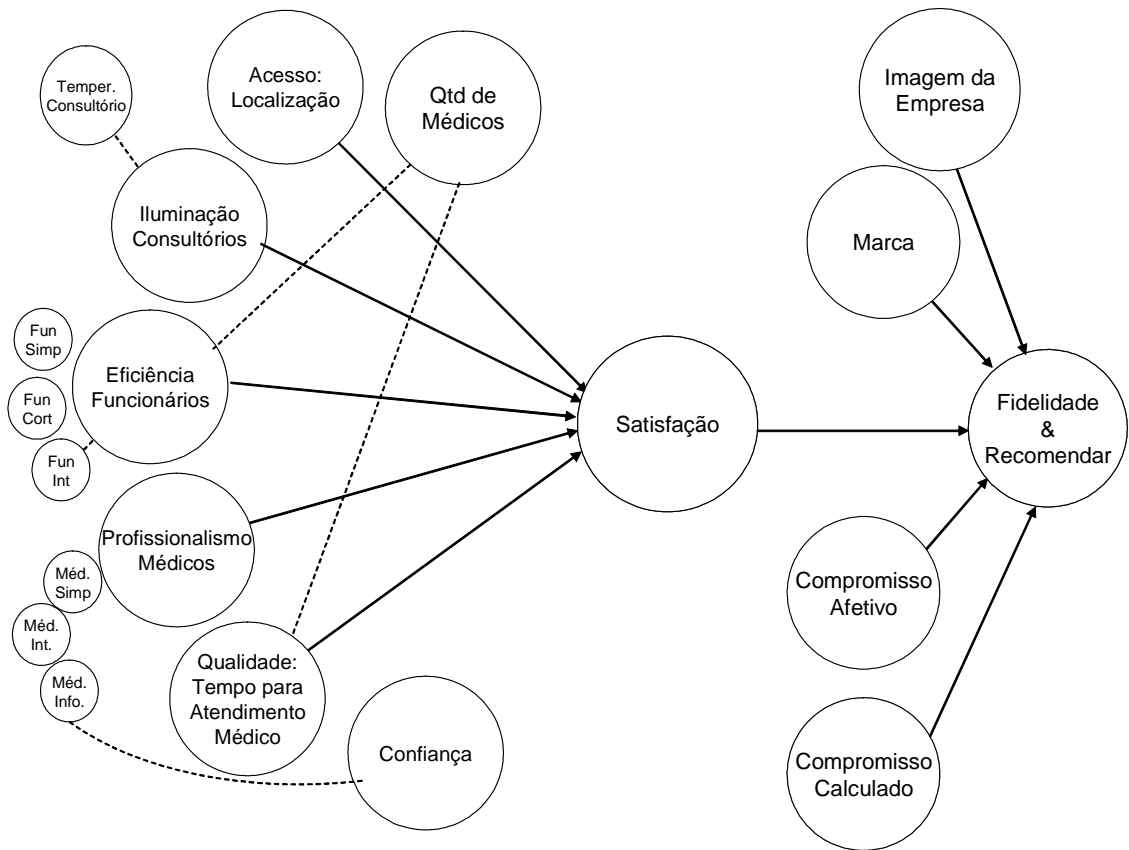 Temper.
Consultório
Acesso:
Localização
Qtd de
Médicos
Imagem da
Empresa
Iluminação
Consultórios
Marca
Fun
Simp
Fun
Cort
Fun
Int
Eficiência
Funcionários
Satisfação
Fidelidade
&
Recomendar
Profissionalismo
Médicos
Méd.
Simp
Méd.
Int.
Méd.
Info.
Qualidade:
Tempo para
Atendimento
Médico
Confiança
Compromisso
Afetivo
Compromisso
Calculado